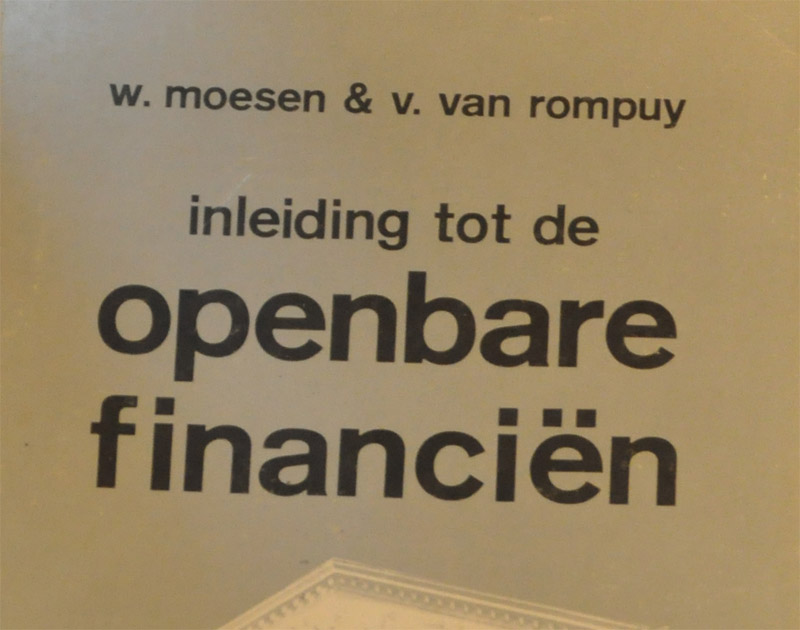 w. moesen & v. van rompuy
inleiding tot de
openbare
financiën